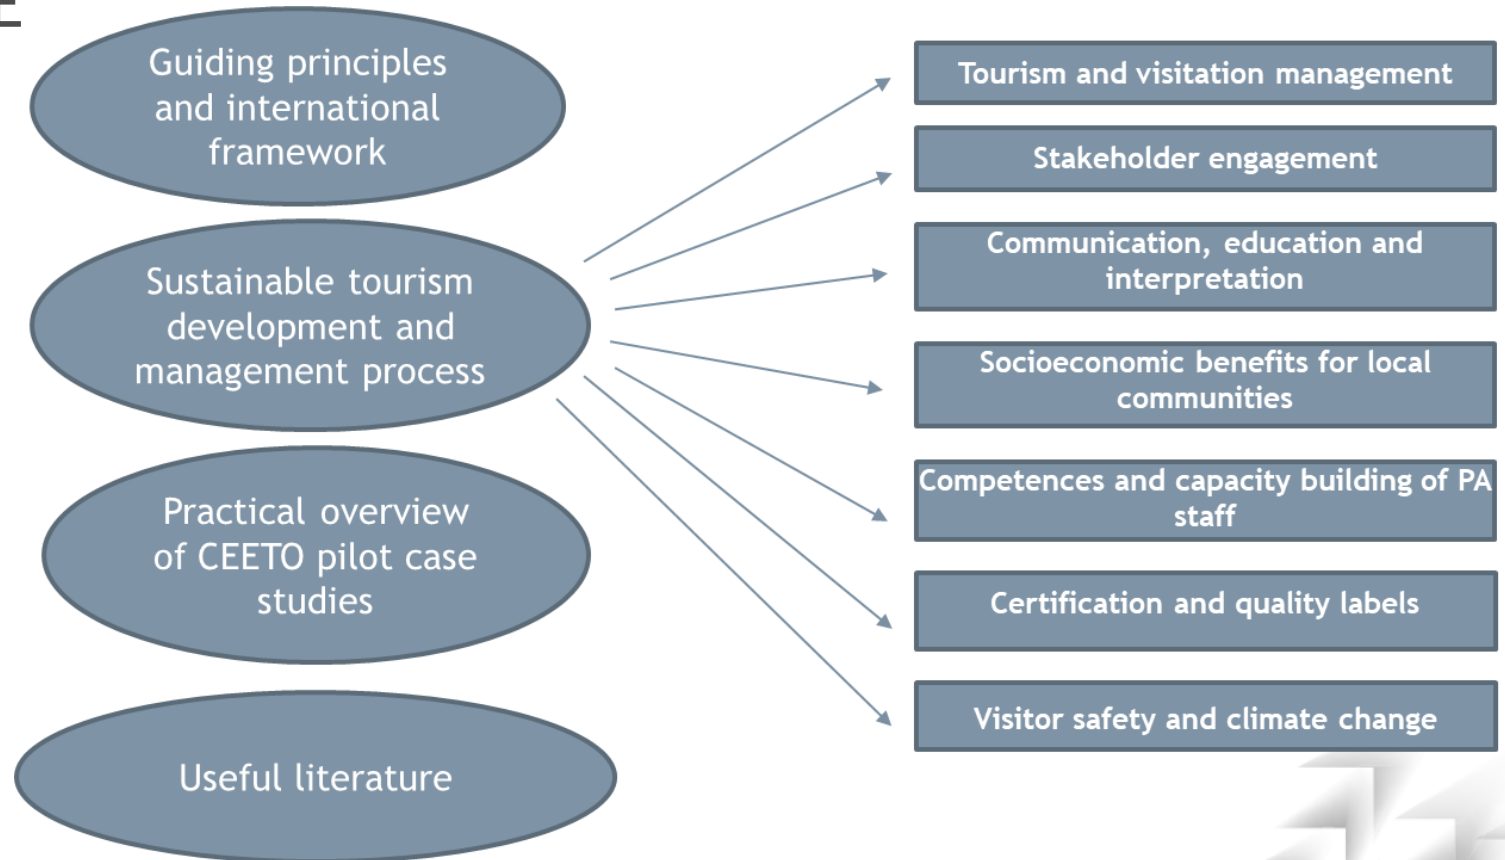 Guiding principles
and international
framework
Sustainable tourism
development and
management process
Practical overview
of CEETO pilot case
studies
Useful literature
Tourism and visitation management
Stakeholder engagement
Communication, education and
interpretation
Socioeconomic benefits for local
communities
Competences and capacity building of PA
staff
Certification and quality labels
Visitor safety and climate change